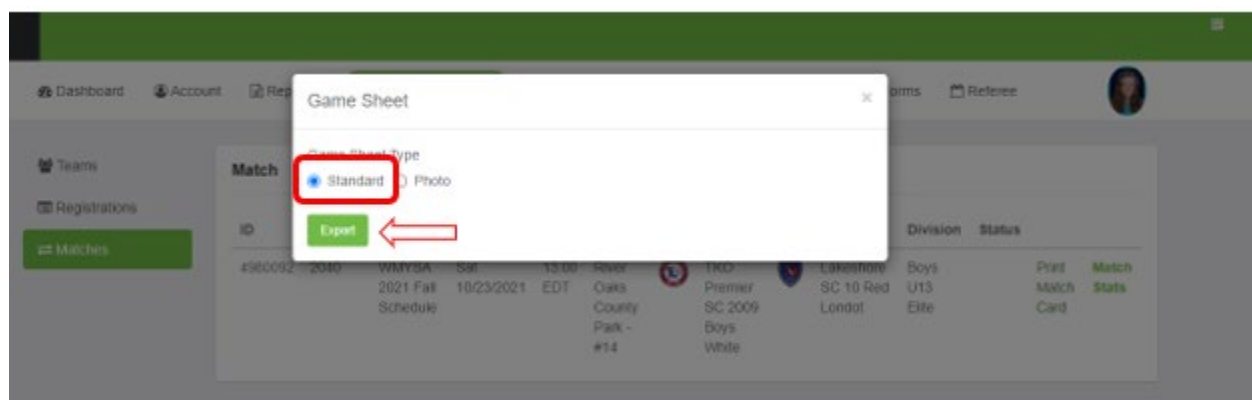 Dashboard Account Rep orms Referee
Game Sheet ×
Teams
Match
Game Sheet Type
Standard Photo
Registrations
Export
ID Division Status
Matches
#980092 2040 WMYSA Sat 13:00 River TKO Lakeshore Boys Print Match
2021 Fall 10/23/2021 EDT Oaks Premier SC 10 Red U13 Match Stats
Schedule County SC 2009 Londot Elite Card
Park - Boys
#14 White